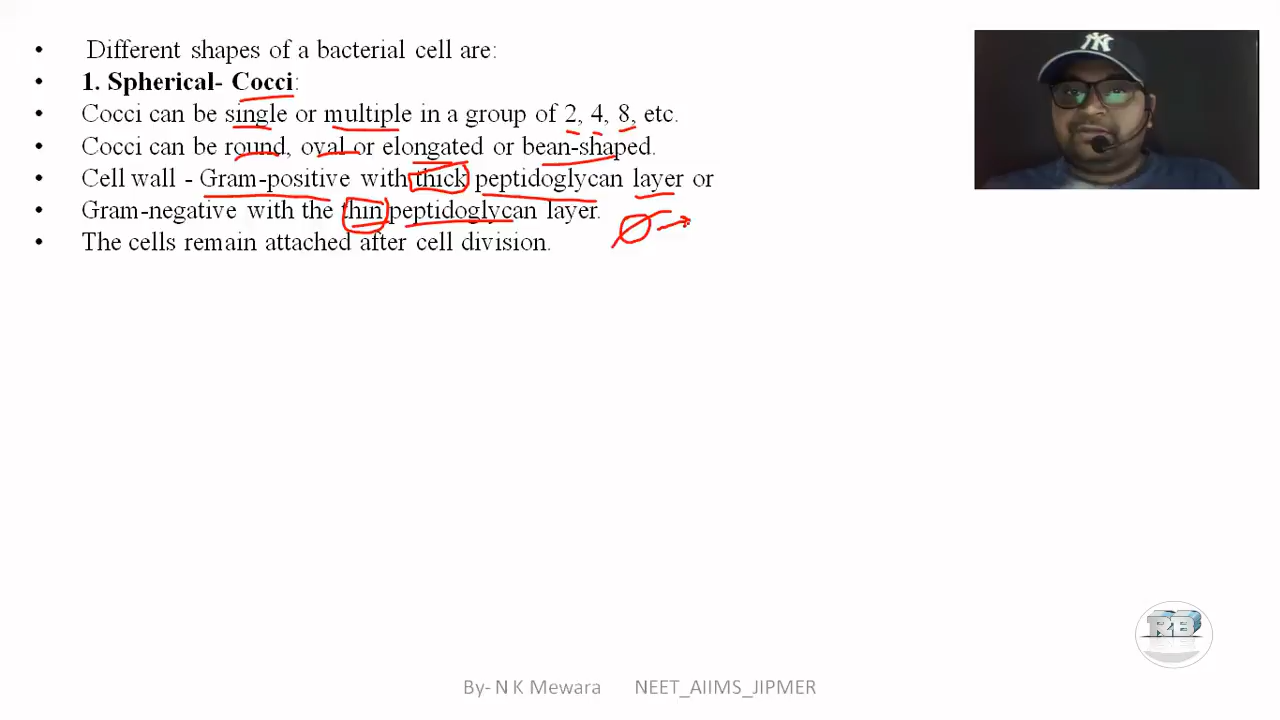 • Different shapes of a bacterial cell are:
• 1. Spherical- Cocci:
• Cocci can be single or multiple in a group of 2, 4, 8, etc.
• Cocci can be round, oval or elongated or bean-shaped.
• Cell wall - Gram-positive with thick peptidoglycan layer or
• Gram-negative with the thin peptidoglycan layer.
• The cells remain attached after cell division.
NY
RB
By- N K Mewara NEET_AIIMS_JIPMER